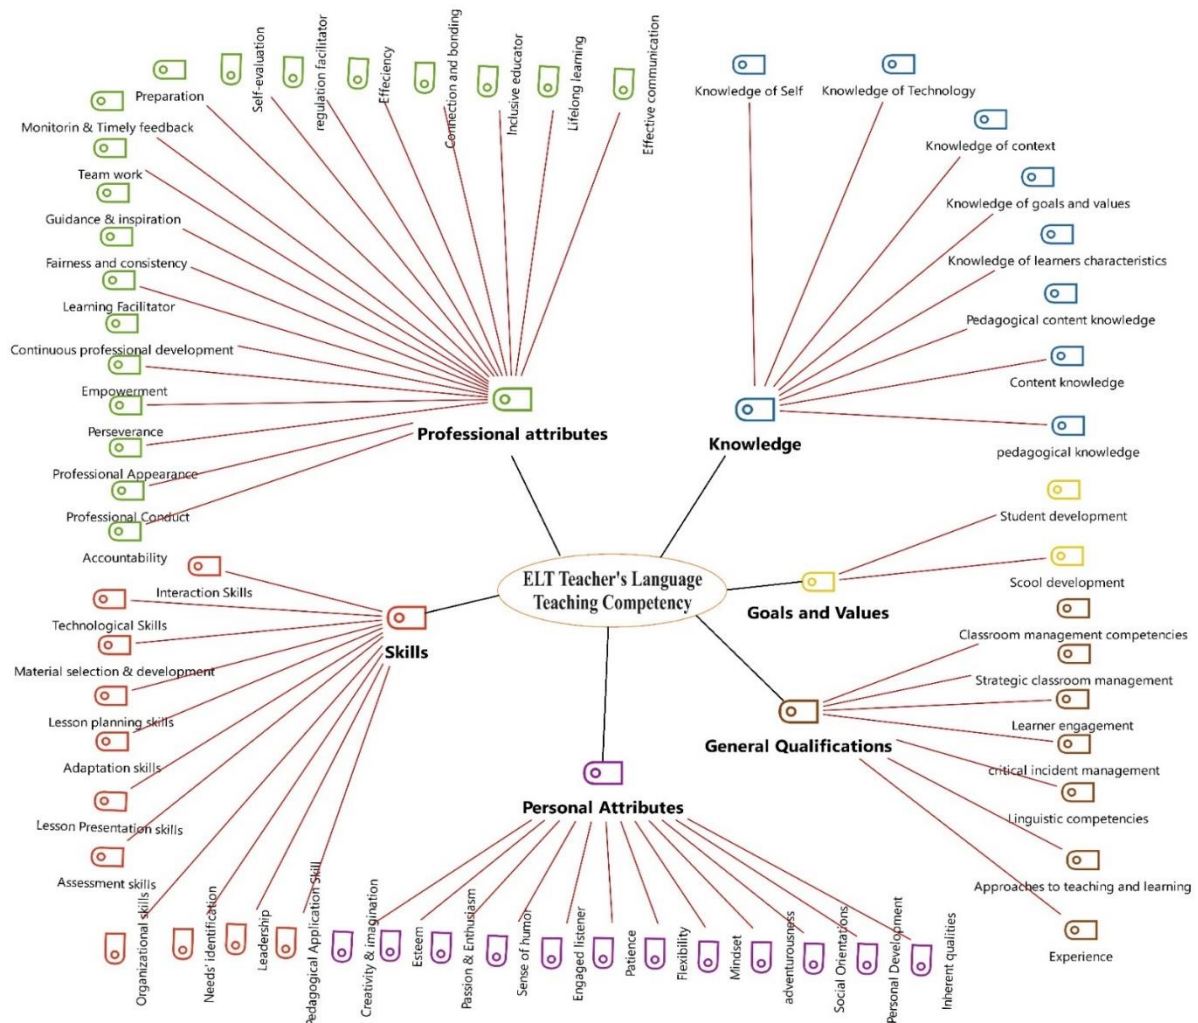 Preparation
Self-evaluation
regulation facilitator
Effeciency
Connection and bonding
Inclusive educator
Lifelong learning
Effective communication
Monitorin & Timely feedback
Team work
Guidance & inspiration
Fairness and consistency
Learning Facilitator
Continuous professional development
Empowerment
Perseverance
Professional Appearance
Professional Conduct
Accountability
Professional attributes
Knowledge of Self
Knowledge of Technology
Knowledge of context
Knowledge of goals and values
Knowledge of learners characteristics
Pedagogical content knowledge
Content knowledge
pedagogical knowledge
Knowledge
ELT Teacher's Language
Teaching Competency
Student development
Scool development
Goals and Values
Classroom management competencies
Strategic classroom management
Learner engagement
critical incident management
Linguistic competencies
Approaches to teaching and learning
Experience
General Qualifications
Interaction Skills
Technological Skills
Material selection & development
Lesson planning skills
Adaptation skills
Lesson Presentation skills
Assessment skills
Organizational skills
Needs' identification
Leadership
Pedagogical Application Skill
Skills
Personal Attributes
Creativity & imagination
Esteem
Passion & Enthusiasm
Sense of humor
Engaged listener
Patience
Flexibility
Mindset
adventurousness
Social Orientations
Personal Development
Inherent qualities